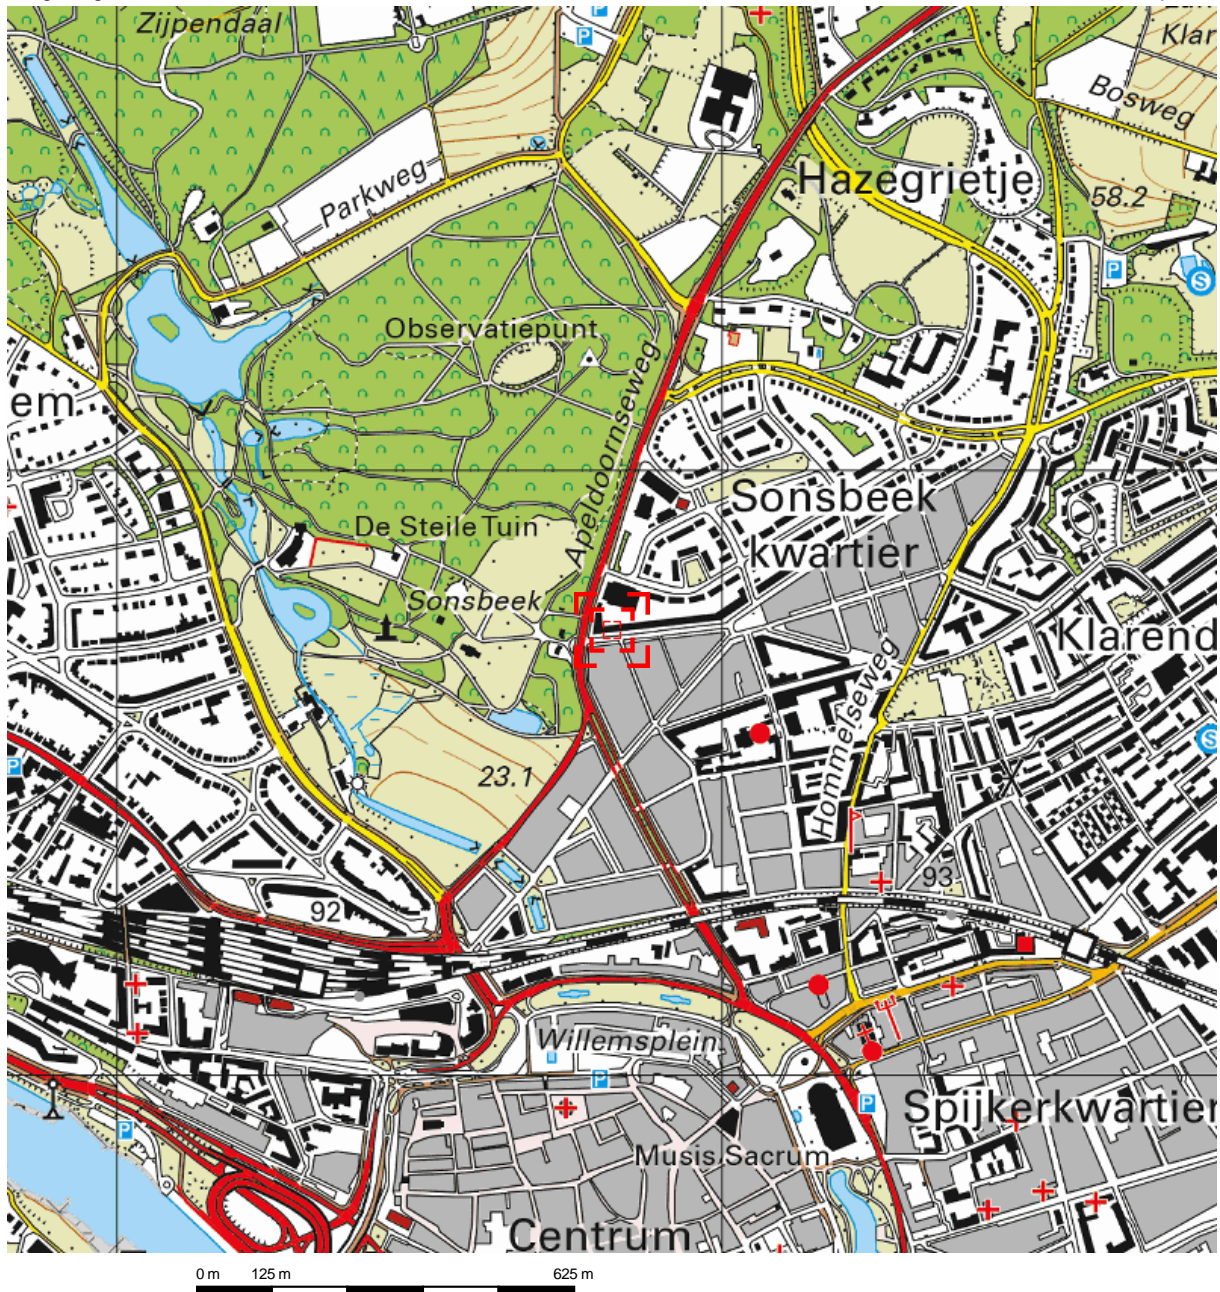 Zijpendaal
P
P
Klar
Bosweg
Hazegrietje
58.2
Parkweg
P
S
Observatiepunt
Apeldoornseweg
em
Sonsbeek
kwartier
De Steile Tuin
Sonsbeek
Klarend
Hommelseweg
S
P
23.1
92
93
Willemsplein
P
P
P
Spijkerkwartier
Musis Sacrum
Centrum
0 m 125 m 625 m